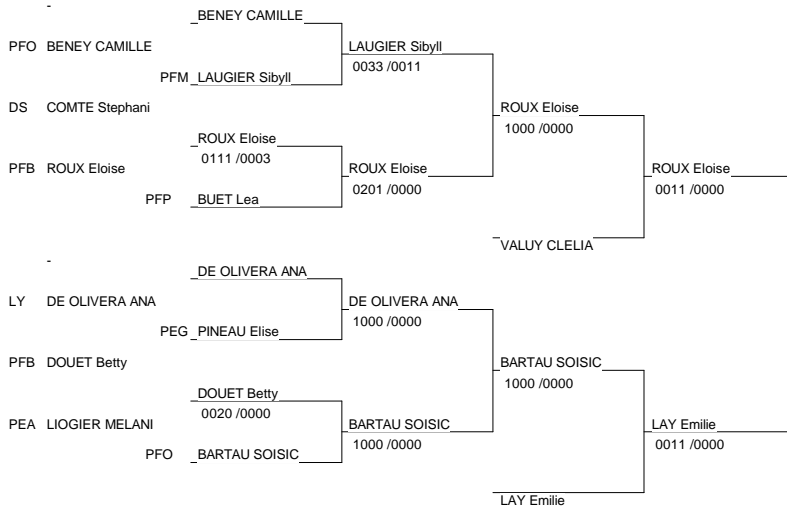 -
BENEY CAMILLE
PFO BENEY CAMILLE LAUGIER Sibyll
0033 /0011
PFM LAUGIER Sibyll
DS COMTE Stephani ROUX Eloise
1000 /0000
ROUX Eloise
0111 /0003
PFB ROUX Eloise ROUX Eloise ROUX Eloise
0201 /0000 0011 /0000
PFP BUET Lea
VALUY CLELIA
-
DE OLIVERA ANA
LY DE OLIVERA ANA DE OLIVERA ANA
1000 /0000
PEG PINEAU Elise
PFB DOUET Betty BARTAU SOISIC
1000 /0000
DOUET Betty
0020 /0000
PEA LIOGIER MELANI BARTAU SOISIC LAY Emilie
1000 /0000 0011 /0000
PFO BARTAU SOISIC
LAY Emilie